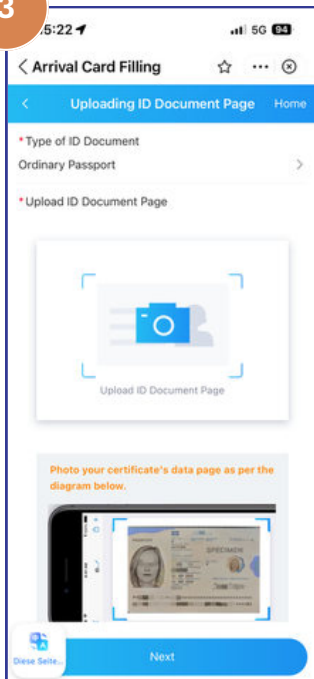 3
5:22
5G 94
Arrival Card Filling
Uploading ID Document Page Home
* Type of ID Document
Ordinary Passport
* Upload ID Document Page
Upload ID Document Page
Photo your certificate's data page as per the
diagram below.
SPECIMEN
Diese Seite...
Next